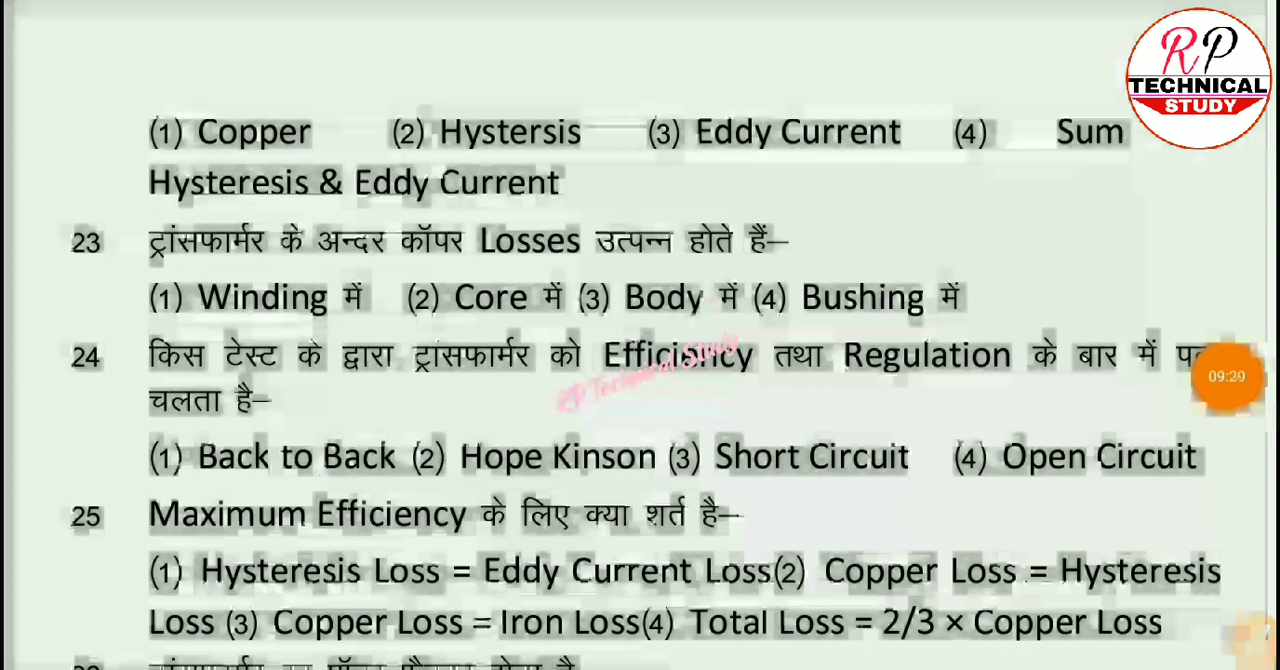 RP
TECHNICAL
STUDY
(1) Copper (2) Hystersis (3) Eddy Current (4) Sum
Hysteresis & Eddy Current
23 ट्रांसफार्मर के अन्दर कॉपर Losses उत्पन्न होते हैं–
(1) Winding में (2) Core में (3) Body में (4) Bushing में
24 किस टेस्ट के द्वारा ट्रांसफार्मर को Efficiency तथा Regulation के बार में
09:29
चलता है–
RP Technical Study
(1) Back to Back (2) Hope Kinson (3) Short Circuit (4) Open Circuit
25 Maximum Efficiency के लिए क्या शर्त है–
(1) Hysteresis Loss = Eddy Current Loss(2) Copper Loss = Hysteresis
Loss (3) Copper Loss = Iron Loss(4) Total Loss = 2/3 × Copper Loss